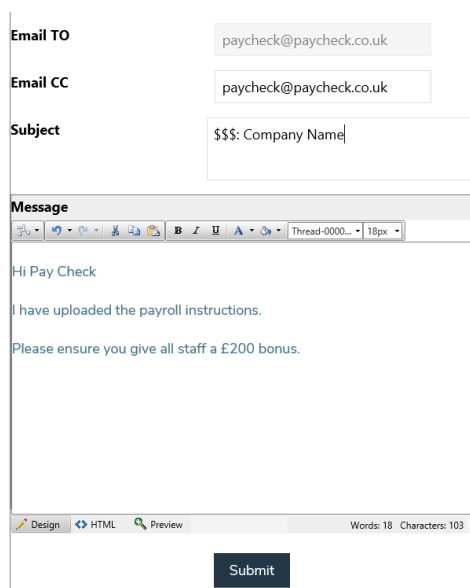 Email TO
paycheck@paycheck.co.uk
Email CC
paycheck@paycheck.co.uk
Subject
$$$: Company Name
Message
B I U A Thread-0000... 18px
Hi Pay Check
I have uploaded the payroll instructions.
Please ensure you give all staff a £200 bonus.
Design HTML Preview Words: 18 Characters: 103
Submit